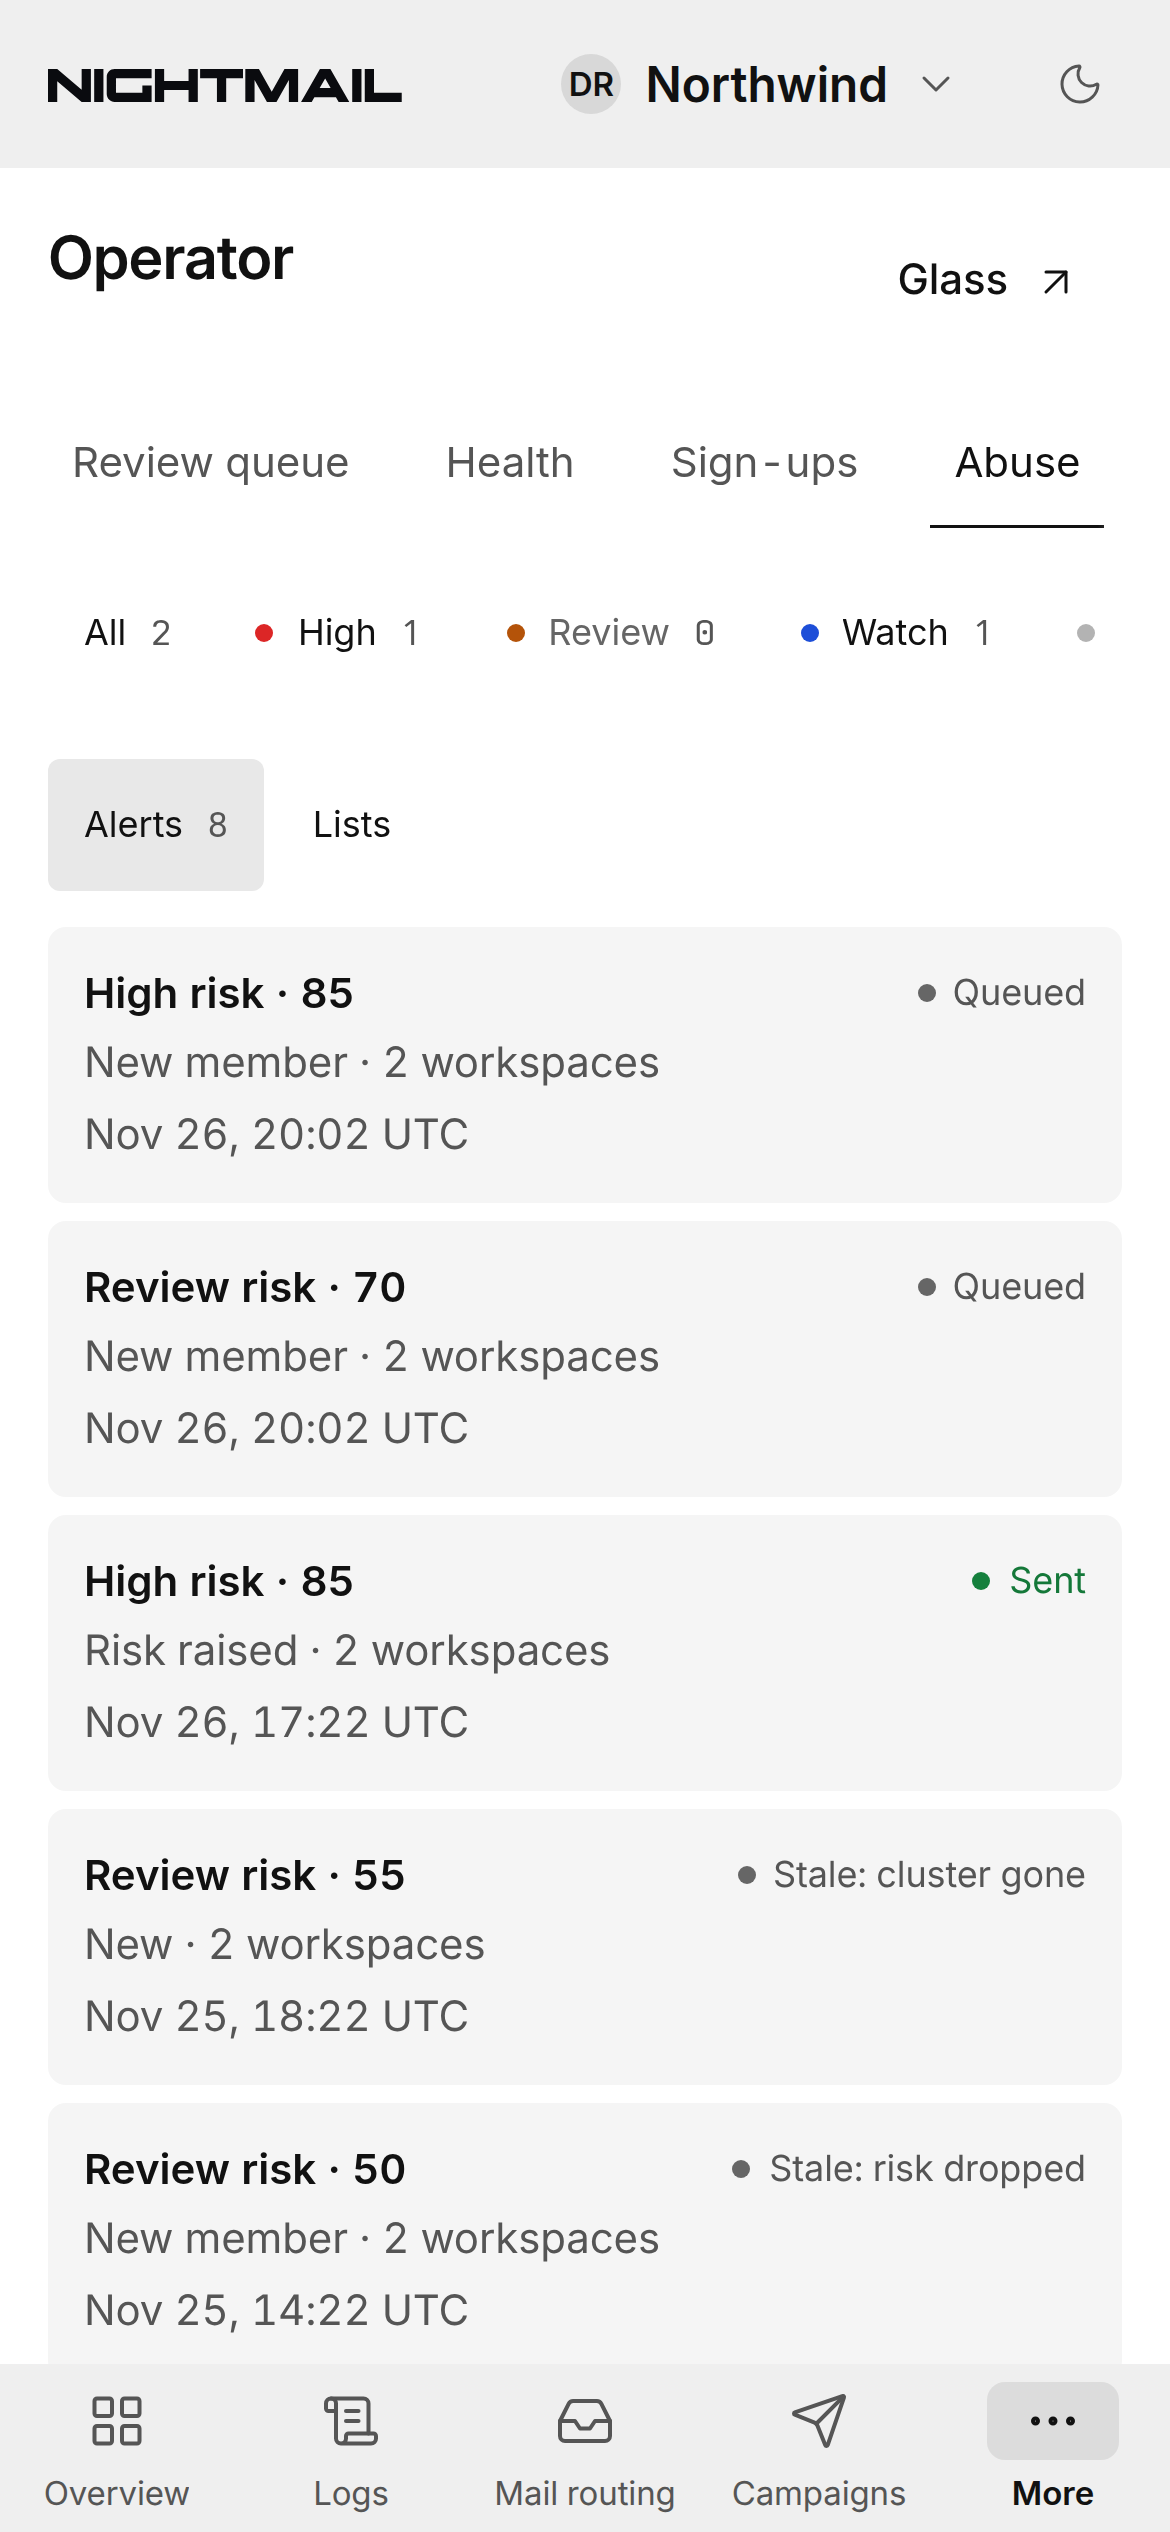 NIGHTMAIL
DR Northwind
Operator
Glass
Review queue Health Sign-ups Abuse
All 2 High 1 Review 0 Watch 1
Alerts 8 Lists
High risk · 85 Queued
New member · 2 workspaces
Nov 26, 20:02 UTC
Review risk · 70 Queued
New member · 2 workspaces
Nov 26, 20:02 UTC
High risk · 85 Sent
Risk raised · 2 workspaces
Nov 26, 17:22 UTC
Review risk · 55 Stale: cluster gone
New · 2 workspaces
Nov 25, 18:22 UTC
Review risk · 50 Stale: risk dropped
New member · 2 workspaces
Nov 25, 14:22 UTC
Overview Logs Mail routing Campaigns More